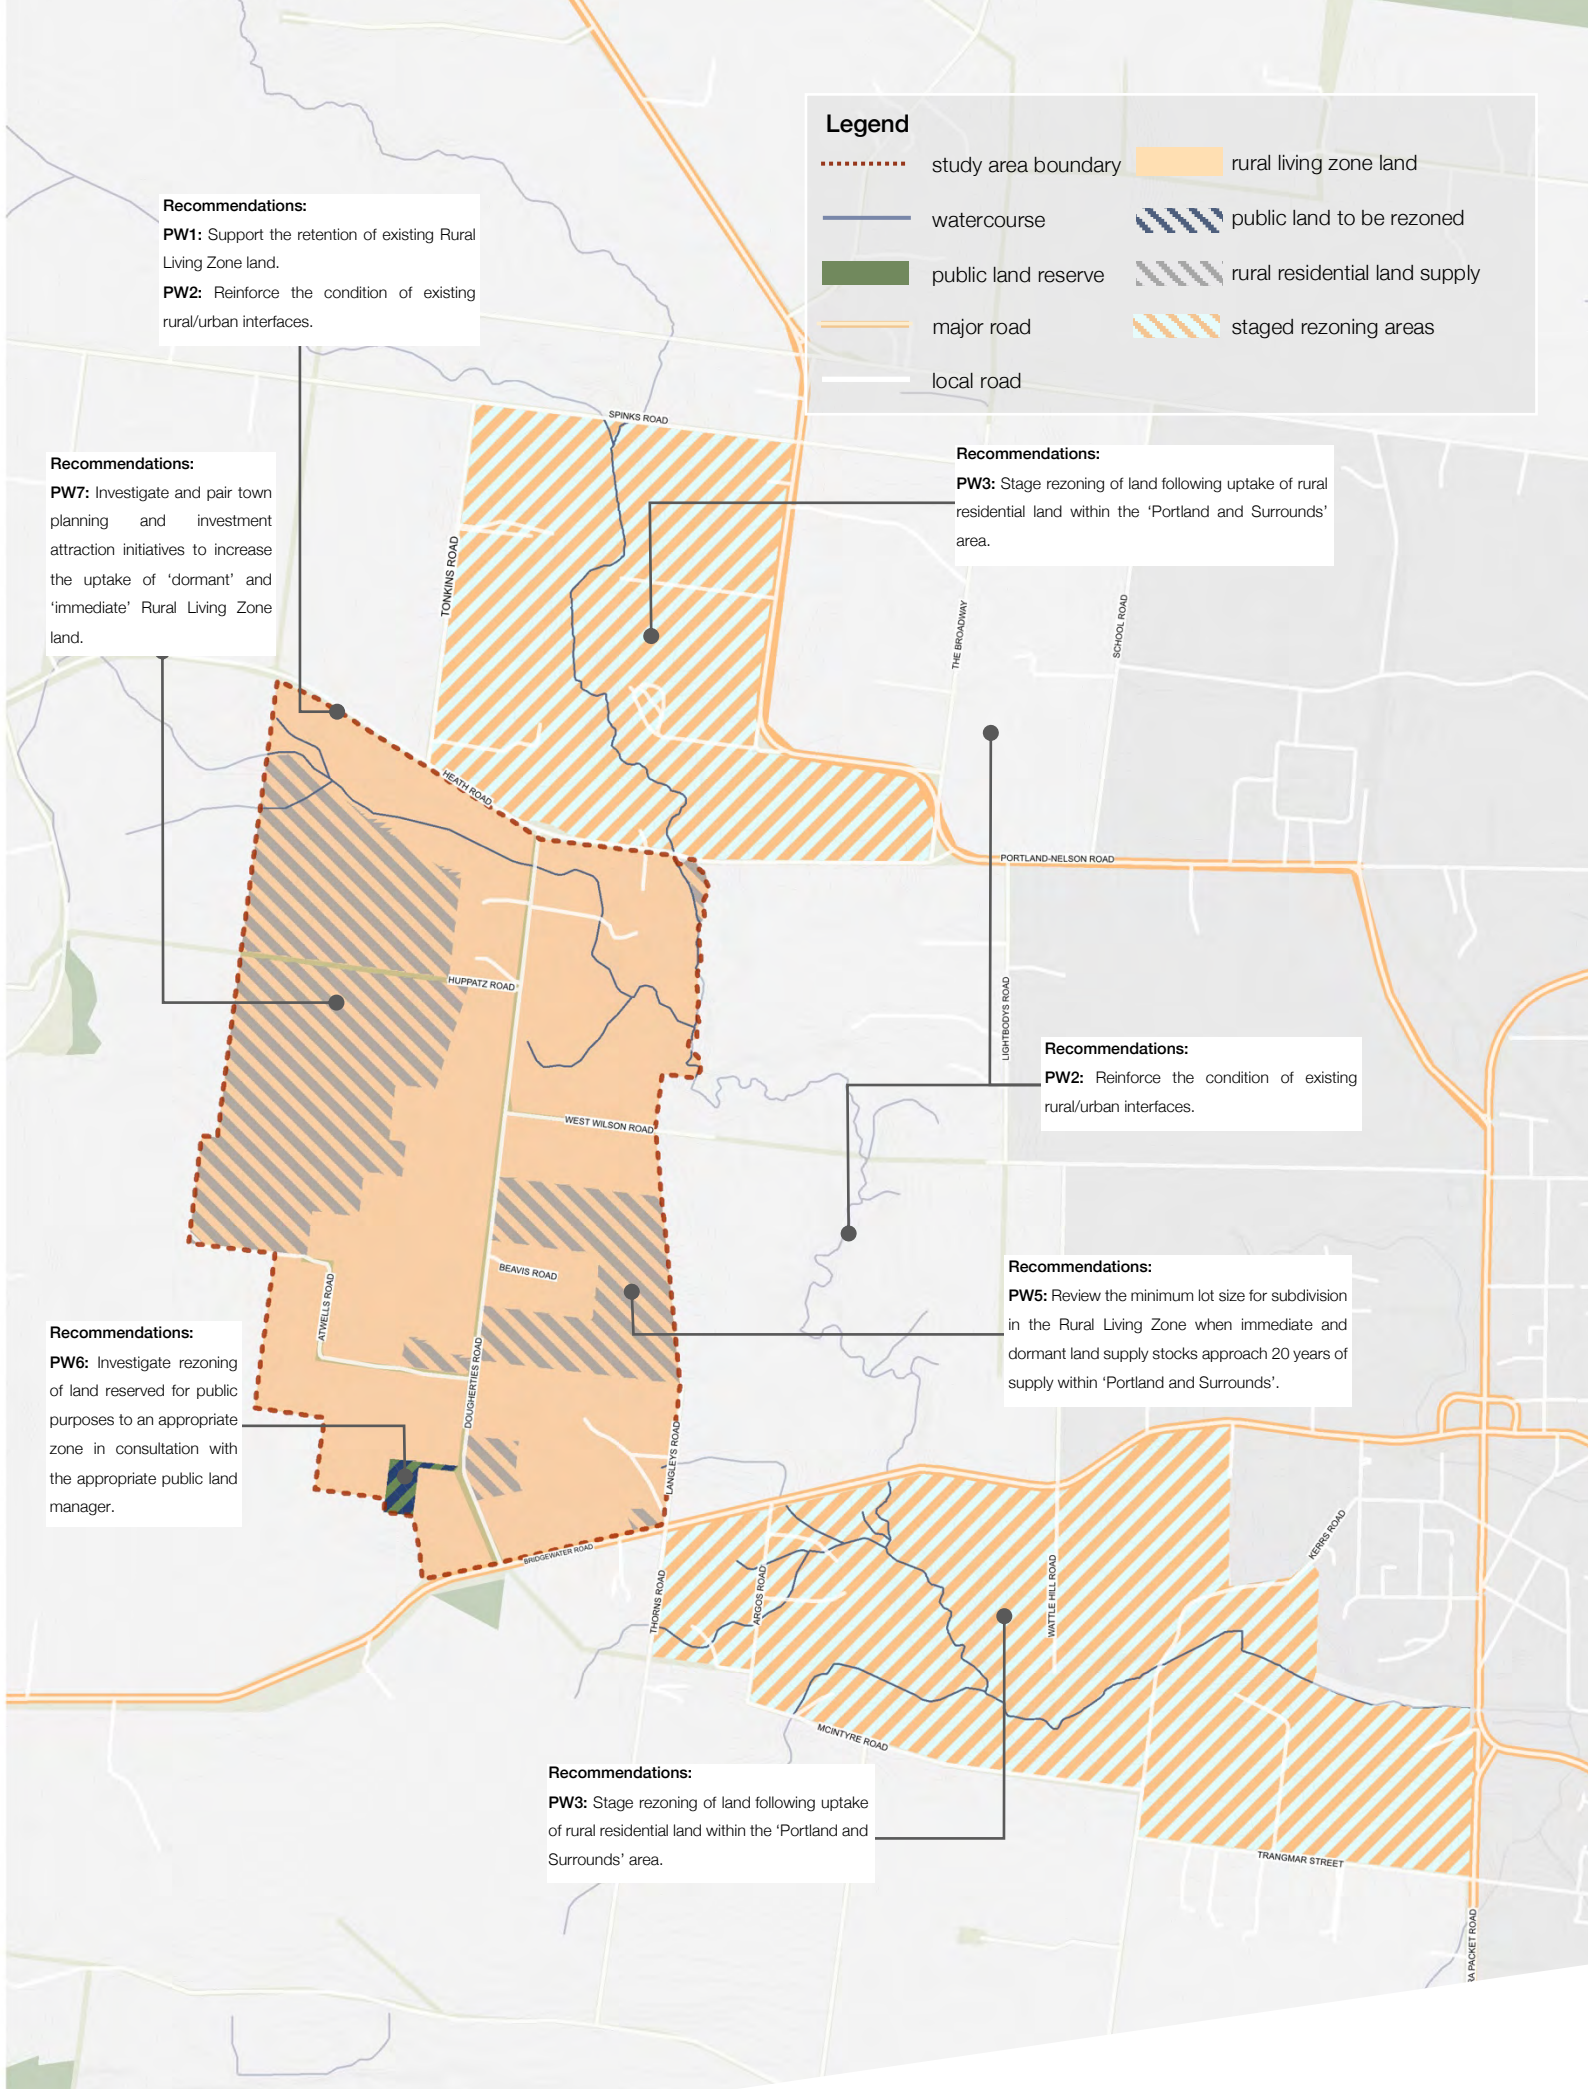 Legend
study area boundary
rural living zone land
watercourse
public land to be rezoned
public land reserve
rural residential land supply
major road
staged rezoning areas
local road
Recommendations:
PW1: Support the retention of existing Rural
Living Zone land.
PW2: Reinforce the condition of existing
rural/urban interfaces.
SPINKS ROAD
Recommendations:
PW7: Investigate and pair town
planning and investment
attraction initiatives to increase
the uptake of ‘dormant’ and
‘immediate’ Rural Living Zone
land.
Recommendations:
PW3: Stage rezoning of land following uptake of rural
residential land within the ‘Portland and Surrounds’
area.
TONKINS ROAD
THE BROADWAY
SCHOOL ROAD
HEATH ROAD
PORTLAND-NELSON ROAD
HUPPATZ ROAD
LIGHTBODYS ROAD
Recommendations:
PW2: Reinforce the condition of existing
rural/urban interfaces.
WEST WILSON ROAD
BEAVIS ROAD
ATWELLS ROAD
Recommendations:
PW5: Review the minimum lot size for subdivision
in the Rural Living Zone when immediate and
dormant land supply stocks approach 20 years of
supply within ‘Portland and Surrounds’.
Recommendations:
PW6: Investigate rezoning
of land reserved for public
purposes to an appropriate
zone in consultation with
the appropriate public land
manager.
DOUGHERTIES ROAD
LANGLEYS ROAD
BRIDGEWATER ROAD
KERRS ROAD
THORNS ROAD
ARGOS ROAD
WATTLE HILL ROAD
MCINTYRE ROAD
Recommendations:
PW3: Stage rezoning of land following uptake
of rural residential land within the ‘Portland and
Surrounds’ area.
TRANGMAR STREET
RA PACKET ROAD